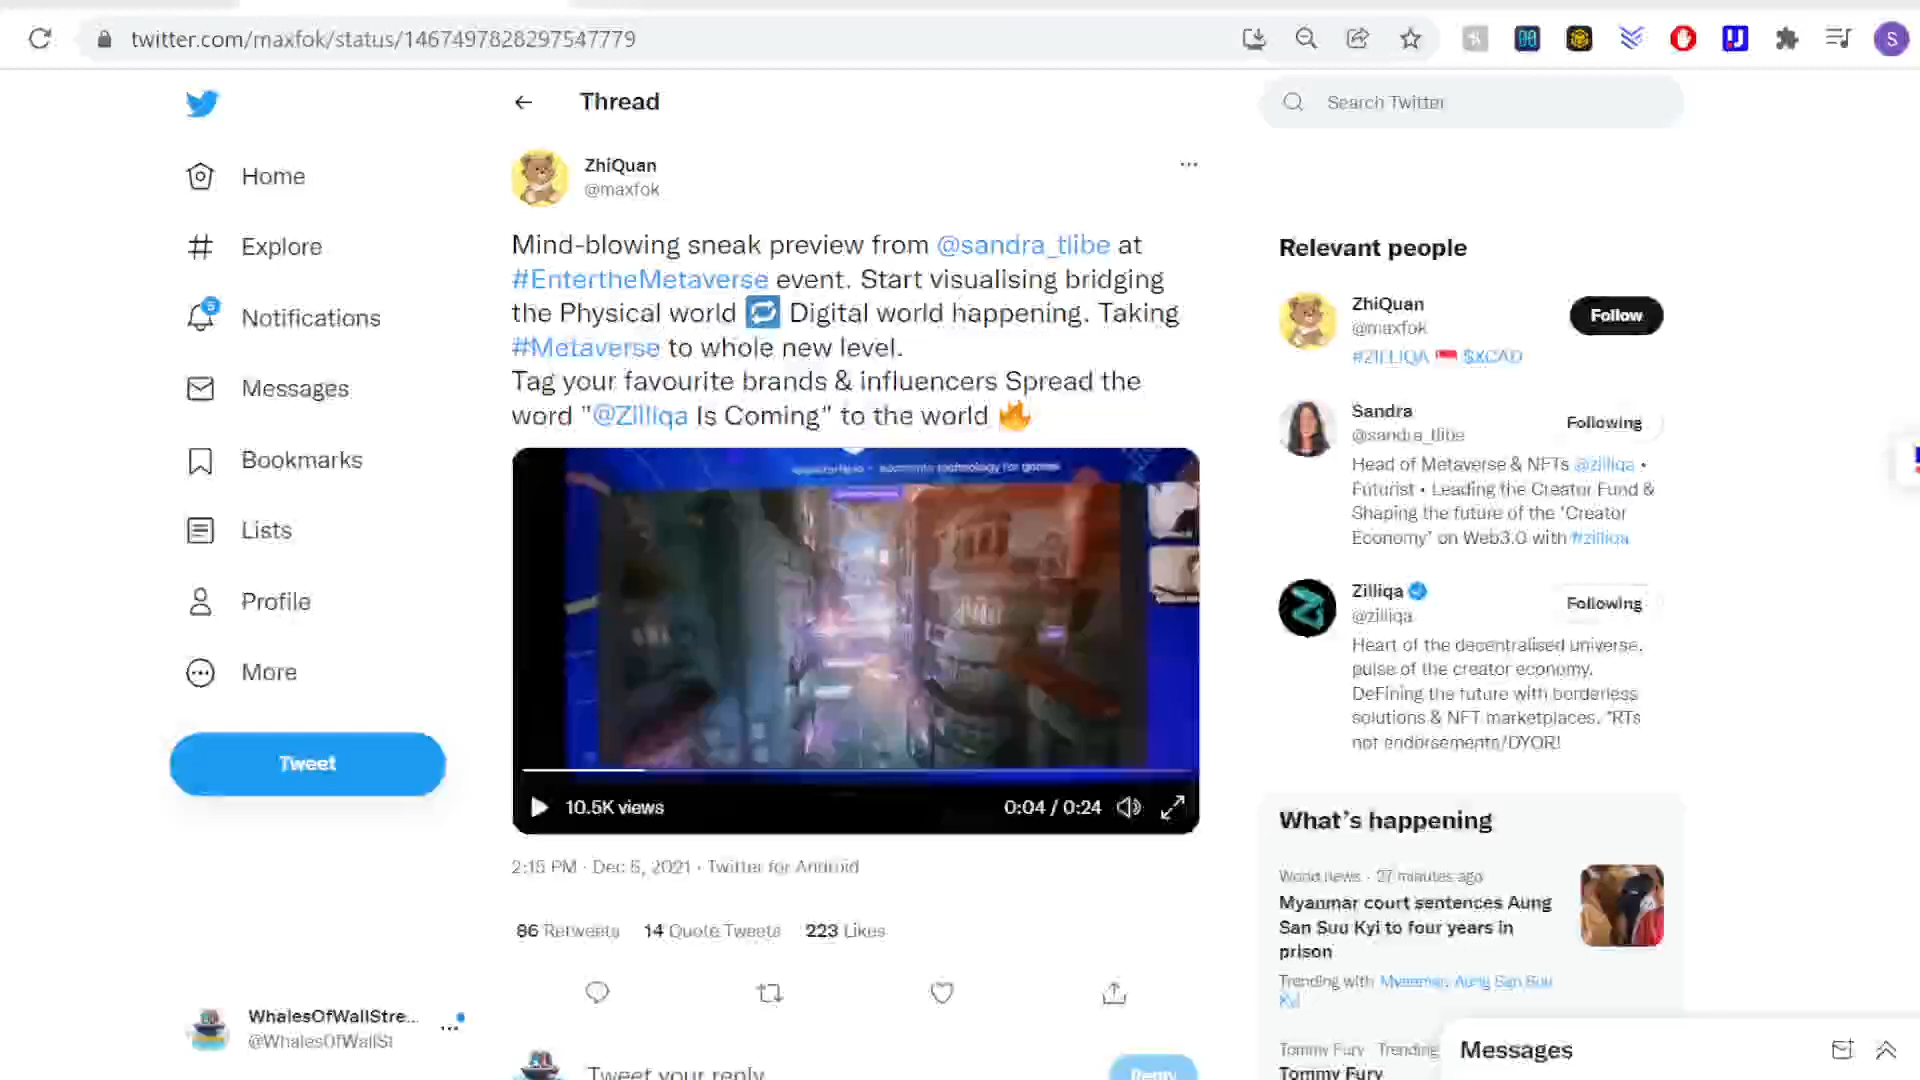 twitter.com/maxfok/status/1467497828297547779
S
Thread
Search Twitter
Home
Explore
5
Notifications
Messages
Bookmarks
Lists
Profile
More
Tweet
WhalesOfWallStre...
@WhalesOfWallSt
ZhiQuan
@maxfok
Mind-blowing sneak preview from @sandra_tlibe at
#EntertheMetaverse event. Start visualising bridging
the Physical world 🔁 Digital world happening. Taking
#Metaverse to whole new level.
Tag your favourite brands & influencers Spread the
word "@Zilliqa Is Coming" to the world 🔥
technology for games
10.5K views
0:04 / 0:24
2:15 PM · Dec 5, 2021 · Twitter for Android
86 Retweets 14 Quote Tweets 223 Likes
Tweet your reply
Reply
Relevant people
ZhiQuan
@maxfok
Follow
#ZILLIQA 🇸🇬 $XCAD
Sandra
@sandra_tlibe
Following
Head of Metaverse & NFTs @zilliqa •
Futurist • Leading the Creator Fund &
Shaping the future of the 'Creator
Economy' on Web3.0 with #zilliqa
Zilliqa
@zilliqa
Following
Heart of the decentralised universe,
pulse of the creator economy.
DeFining the future with borderless
solutions & NFT marketplaces. *RTs
not endorsements/DYOR!
What's happening
World news · 27 minutes ago
Myanmar court sentences Aung
San Suu Kyi to four years in
prison
Trending with Myanmar, Aung San Suu
Kyi
Tommy Fury · Trending
Tommy Fury
Messages